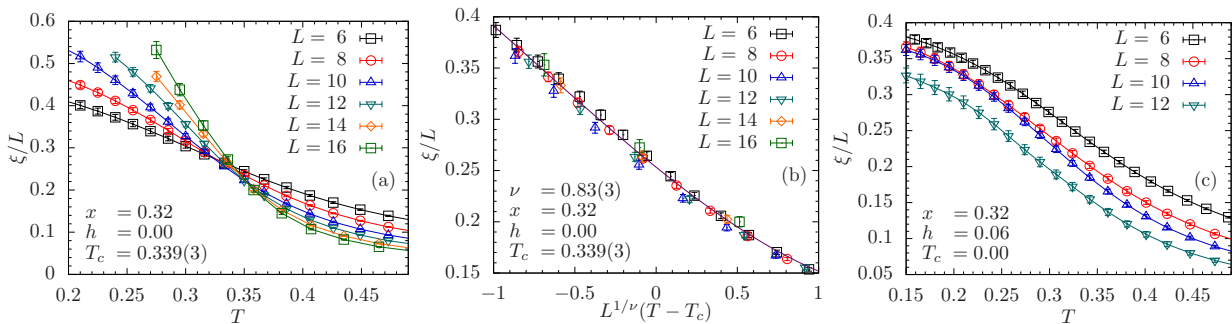 0.6
0.5
0.4
0.3
0.2
0.1
0
ξ/L
0.2 0.25 0.3 0.35 0.4 0.45
T
L = 6
L = 8
L = 10
L = 12
L = 14
L = 16
(a)
x = 0.32
h = 0.00
T_c = 0.339(3)
0.4
0.35
0.3
0.25
0.2
0.15
ξ/L
−1 −0.5 0 0.5 1
L^{1/ν}(T − T_c)
L = 6
L = 8
L = 10
L = 12
L = 14
L = 16
(b)
ν = 0.83(3)
x = 0.32
h = 0.00
T_c = 0.339(3)
0.4
0.35
0.3
0.25
0.2
0.15
0.1
0.05
ξ/L
0.15 0.2 0.25 0.3 0.35 0.4 0.45
T
L = 6
L = 8
L = 10
L = 12
(c)
x = 0.32
h = 0.06
T_c = 0.00